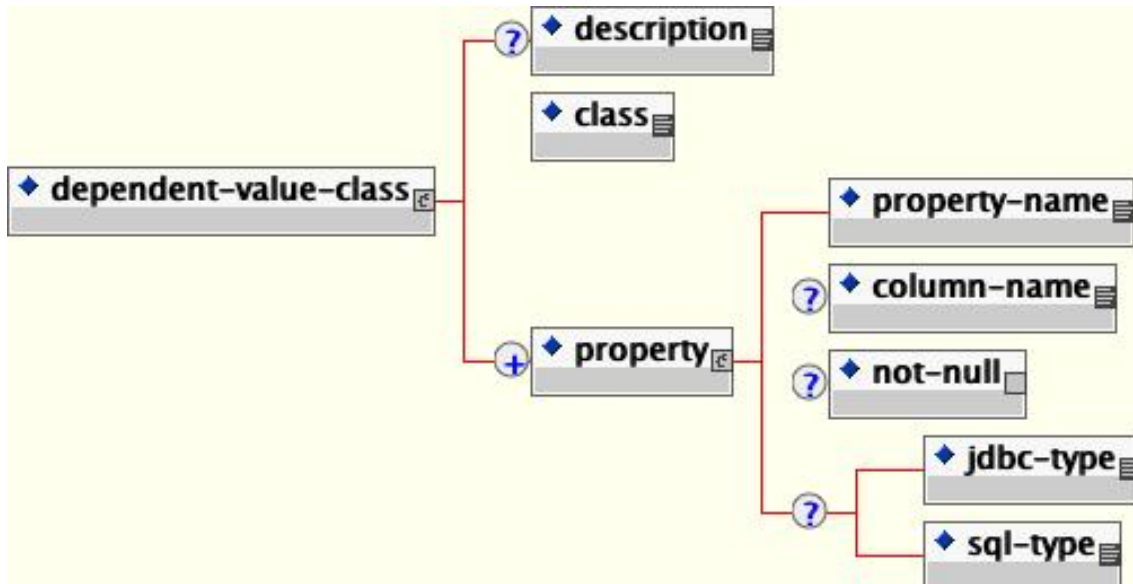 description
class
dependent-value-class
property-name
column-name
property
not-null
jdbc-type
sql-type